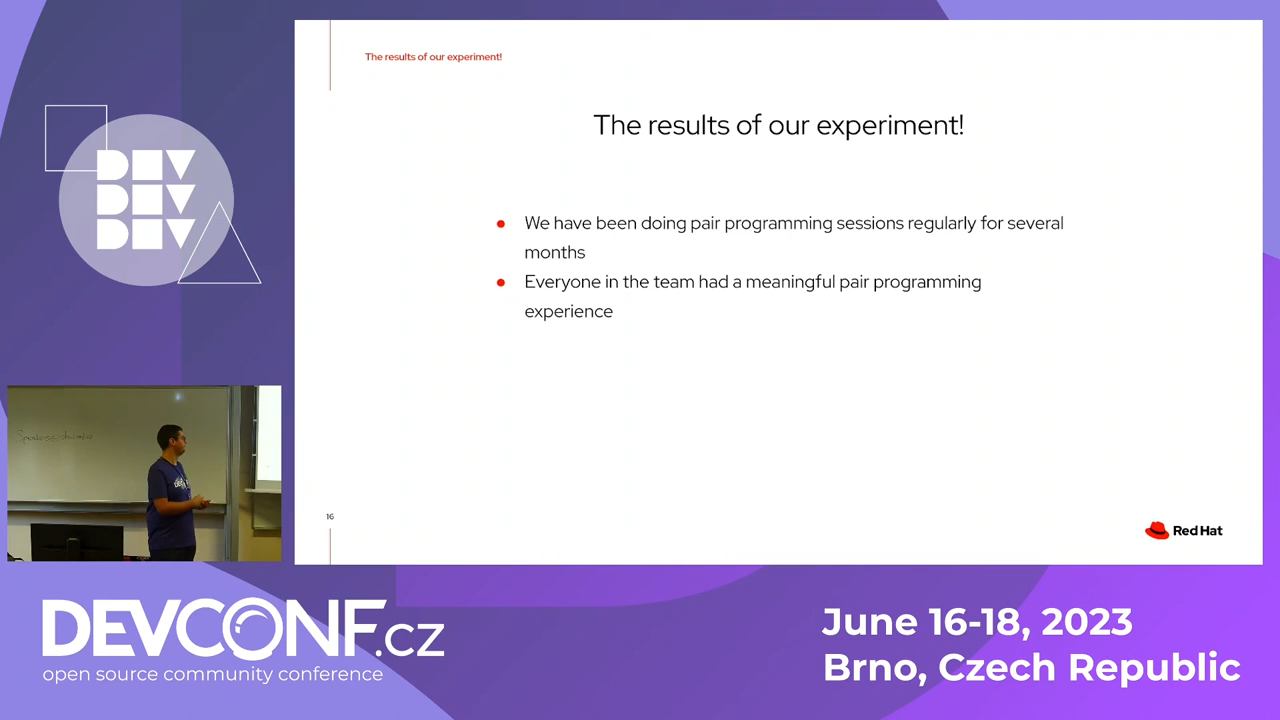 The results of our experiment!
The results of our experiment!
● We have been doing pair programming sessions regularly for several
months
● Everyone in the team had a meaningful pair programming
experience
16
Red Hat
DEV
DEV
DEV
DEVCONF.CZ
open source community conference
June 16-18, 2023
Brno, Czech Republic